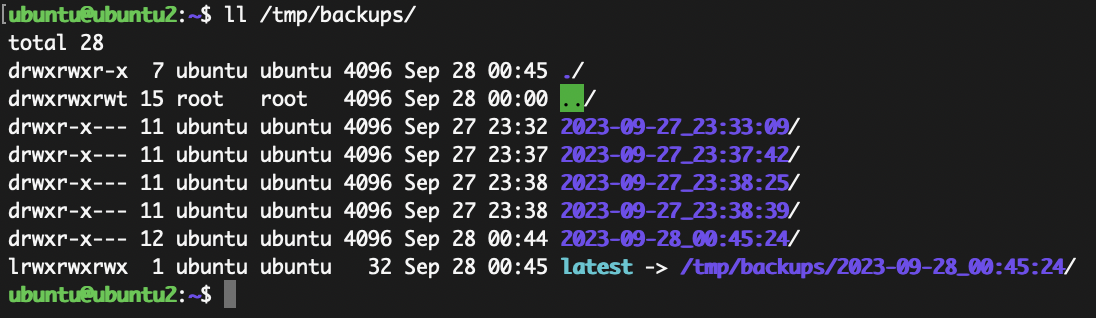 ubuntu@ubuntu2:~$ ll /tmp/backups/
total 28
drwxrwxr-x  7 ubuntu ubuntu 4096 Sep 28 00:45 ./
drwxrwxrwt 15 root   root   4096 Sep 28 00:00 ../
drwxr-x--- 11 ubuntu ubuntu 4096 Sep 27 23:32 2023-09-27_23:33:09/
drwxr-x--- 11 ubuntu ubuntu 4096 Sep 27 23:37 2023-09-27_23:37:42/
drwxr-x--- 11 ubuntu ubuntu 4096 Sep 27 23:38 2023-09-27_23:38:25/
drwxr-x--- 11 ubuntu ubuntu 4096 Sep 27 23:38 2023-09-27_23:38:39/
drwxr-x--- 12 ubuntu ubuntu 4096 Sep 28 00:44 2023-09-28_00:45:24/
lrwxrwxrwx  1 ubuntu ubuntu   32 Sep 28 00:45 latest -> /tmp/backups/2023-09-28_00:45:24/
ubuntu@ubuntu2:~$